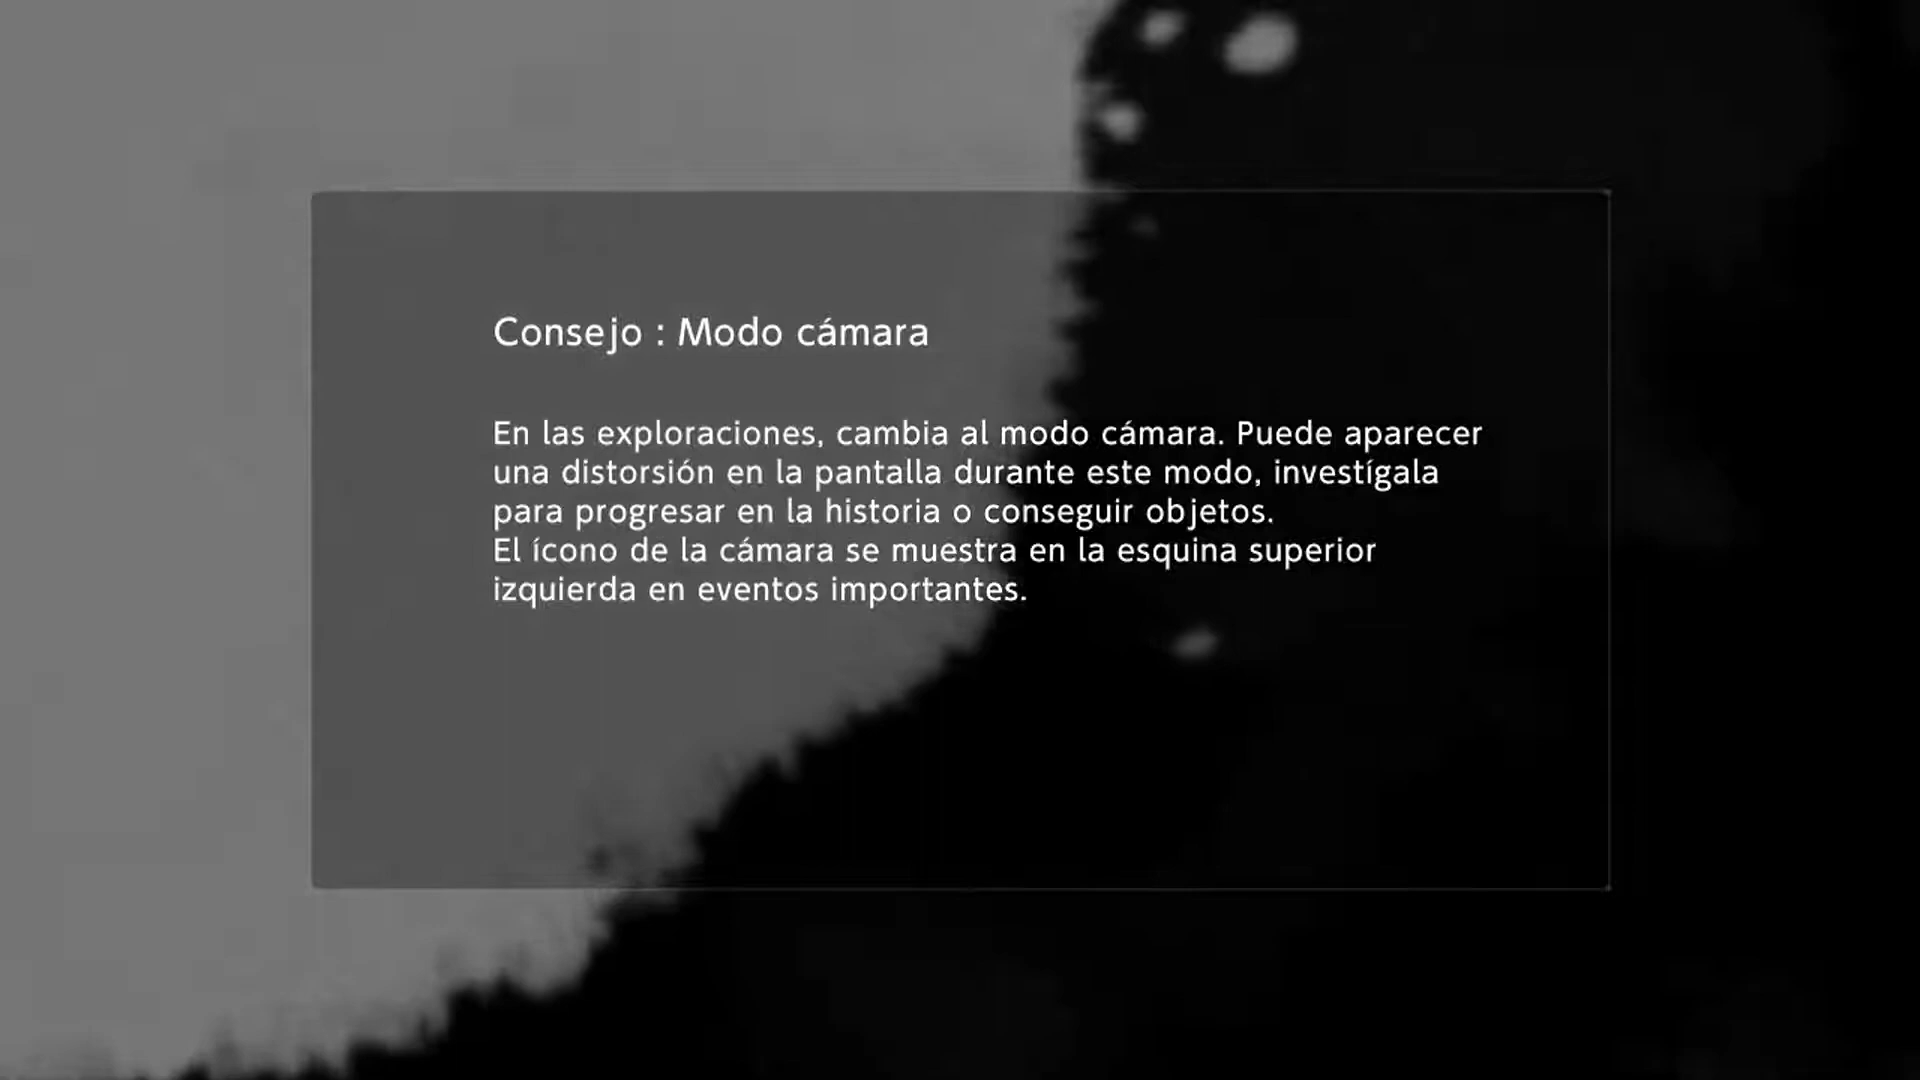 Consejo : Modo cámara
En las exploraciones, cambia al modo cámara. Puede aparecer
una distorsión en la pantalla durante este modo, investígala
para progresar en la historia o conseguir objetos.
El ícono de la cámara se muestra en la esquina superior
izquierda en eventos importantes.